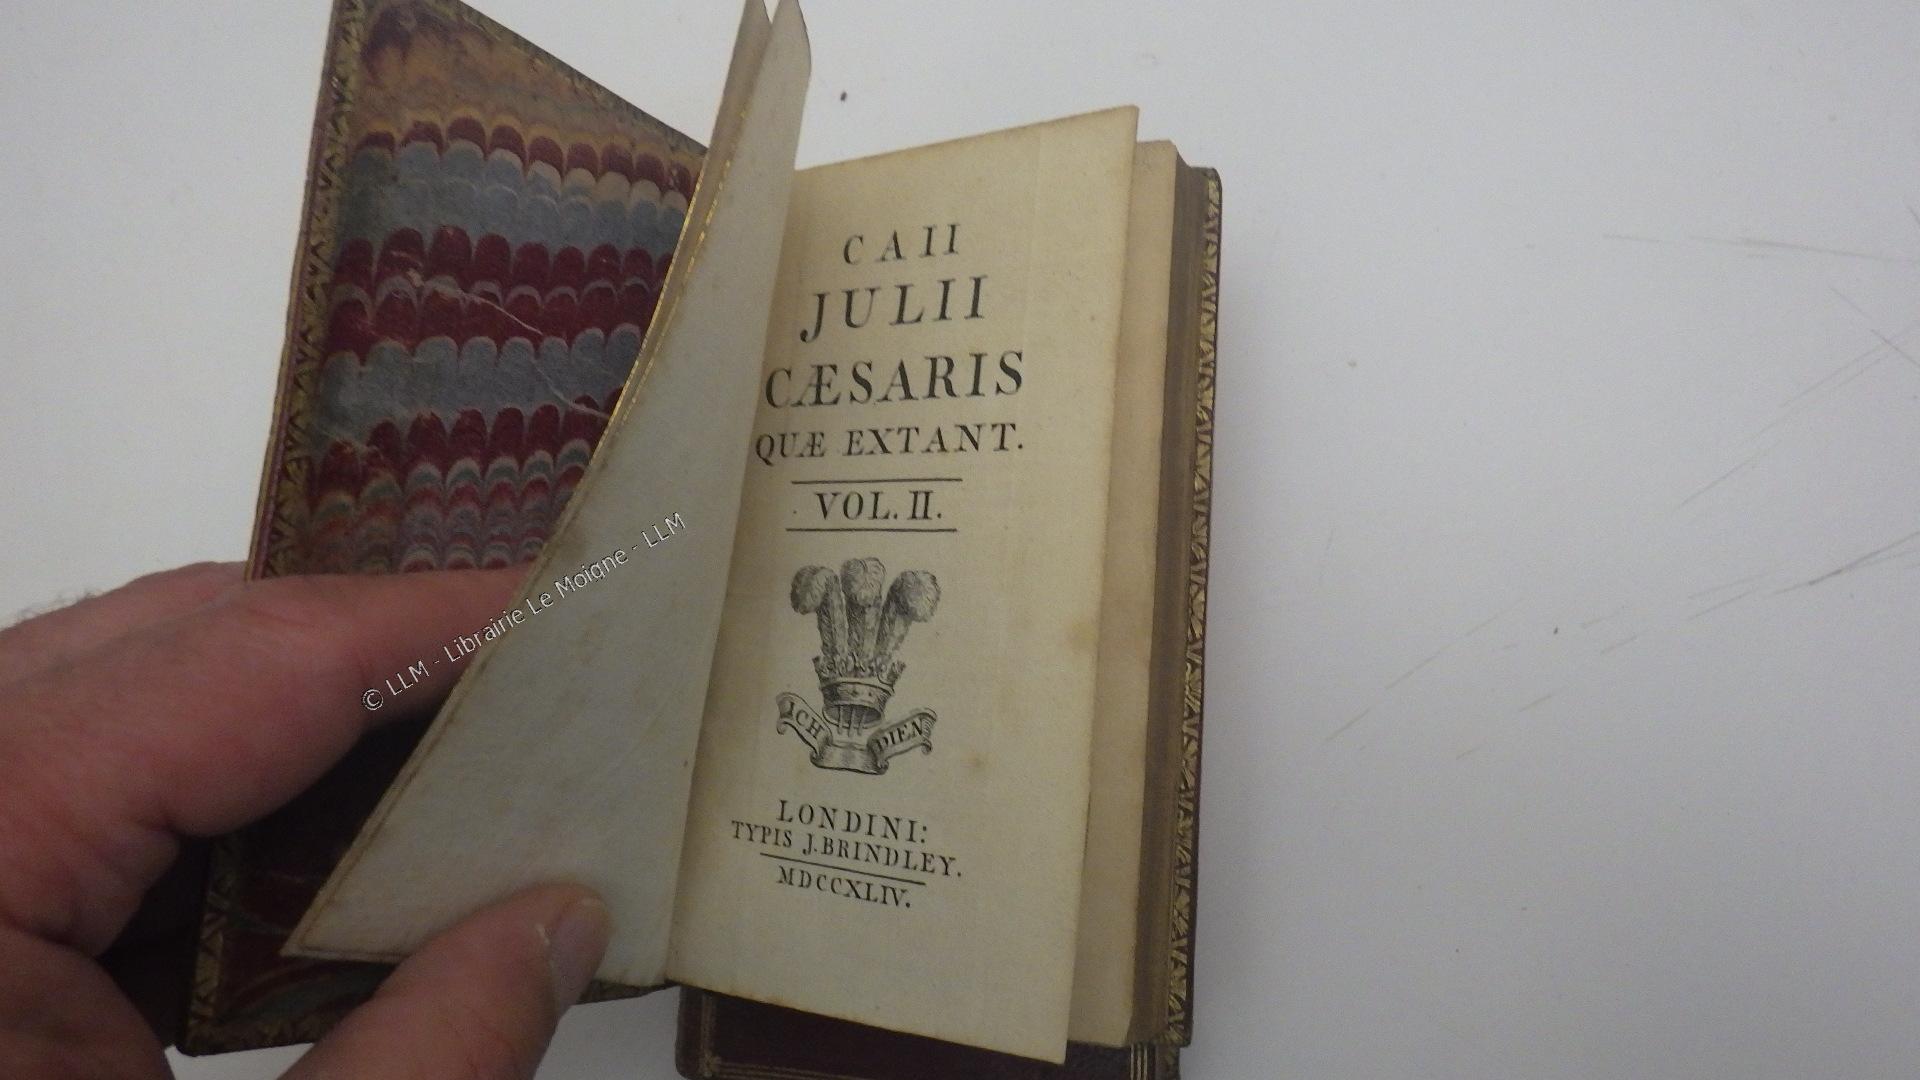 CAII
JULII
CÆSARIS
QUÆ EXTANT.
VOL. II.
ICH DIEN
LONDINI:
TYPIS J. BRINDLEY.
MDCCXLIV.
© LLM - Librairie Le Moigne - LLM